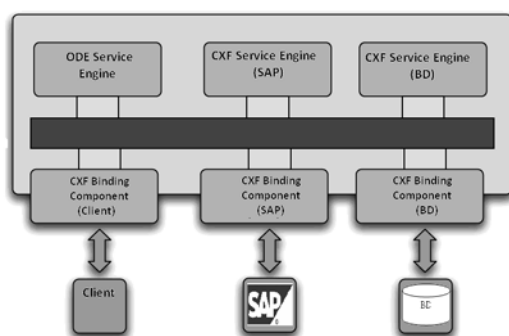 ODE Service
Engine
CXF Service Engine
(SAP)
CXF Service Engine
(BD)
CXF Binding
Component
(Client)
CXF Binding
Component
(SAP)
CXF Binding
Component
(BD)
Client
SAP
BD